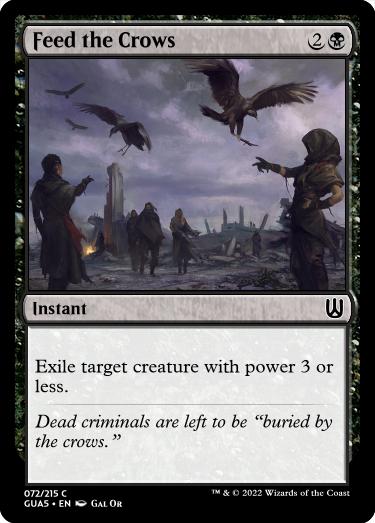 Feed the Crows 2
Instant
Exile target creature with power 3 or
less.
Dead criminals are left to be “buried by
the crows.”
072/215 C
GUA5 • EN Gal Or
™ & © 2022 Wizards of the Coast